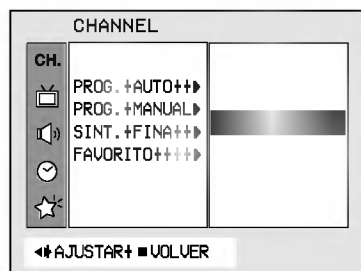 CHANNEL
CH.
PROG. AUTO
PROG. MANUAL
SINT. FINA
FAVORITO
AJUSTAR VOLVER